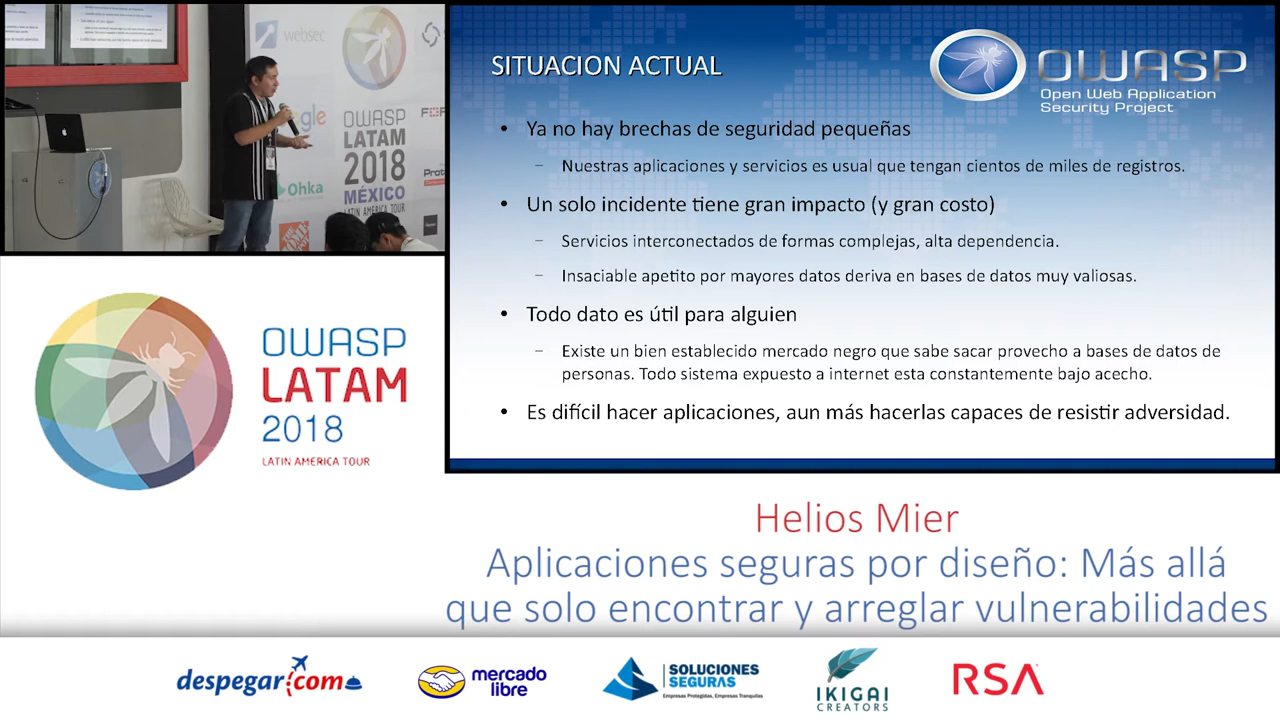 websec
Google
OWASP
LATAM
2018
MÉXICO
LATIN AMERICA TOUR
Ohka
THE
HOME
SITUACION ACTUAL
OWASP
Open Web Application
Security Project
• Ya no hay brechas de seguridad pequeñas
– Nuestras aplicaciones y servicios es usual que tengan cientos de miles de registros.
• Un solo incidente tiene gran impacto (y gran costo)
– Servicios interconectados de formas complejas, alta dependencia.
– Insaciable apetito por mayores datos deriva en bases de datos muy valiosas.
• Todo dato es útil para alguien
– Existe un bien establecido mercado negro que sabe sacar provecho a bases de datos de
personas. Todo sistema expuesto a internet esta constantemente bajo acecho.
• Es difícil hacer aplicaciones, aun más hacerlas capaces de resistir adversidad.
OWASP
LATAM
2018
LATIN AMERICA TOUR
Helios Mier
Aplicaciones seguras por diseño: Más allá
que solo encontrar y arreglar vulnerabilidades
despegar.com
mercado
libre
SOLUCIONES
SEGURAS
Empresas Protegidas, Empresas Tranquilas
IKIGAI
CREATORS
RSA